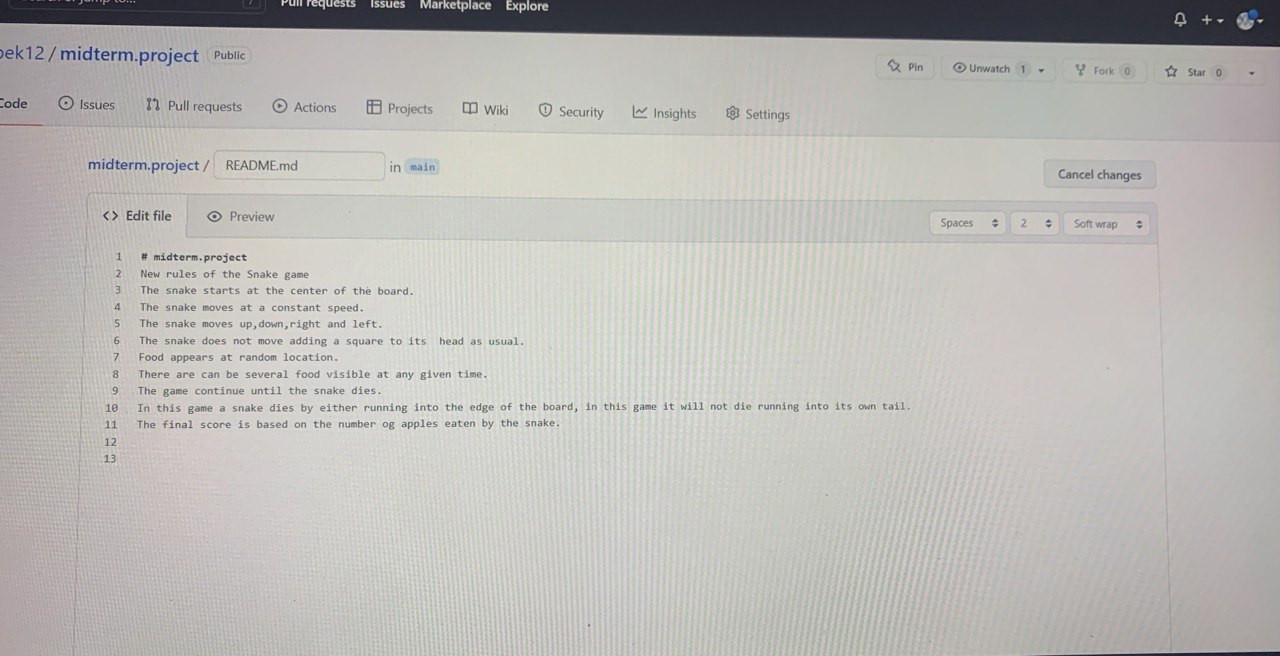 Pull requests Issues Marketplace Explore
/ midterm.project Public
Pin Unwatch 1 Fork 0 Star 0
Code Issues Pull requests Actions Projects Wiki Security Insights Settings
midterm.project / README.md in main Cancel changes
<> Edit file Preview Spaces 2 Soft wrap
1 # midterm.project
2 New rules of the Snake game
3 The snake starts at the center of the board.
4 The snake moves at a constant speed.
5 The snake moves up,down,right and left.
6 The snake does not move adding a square to its  head as usual.
7 Food appears at random location.
8 There are can be several food visible at any given time.
9 The game continue until the snake dies.
10 In this game a snake dies by either running into the edge of the board, in this game it will not die running into its own tail.
11 The final score is based on the number og apples eaten by the snake.
12
13